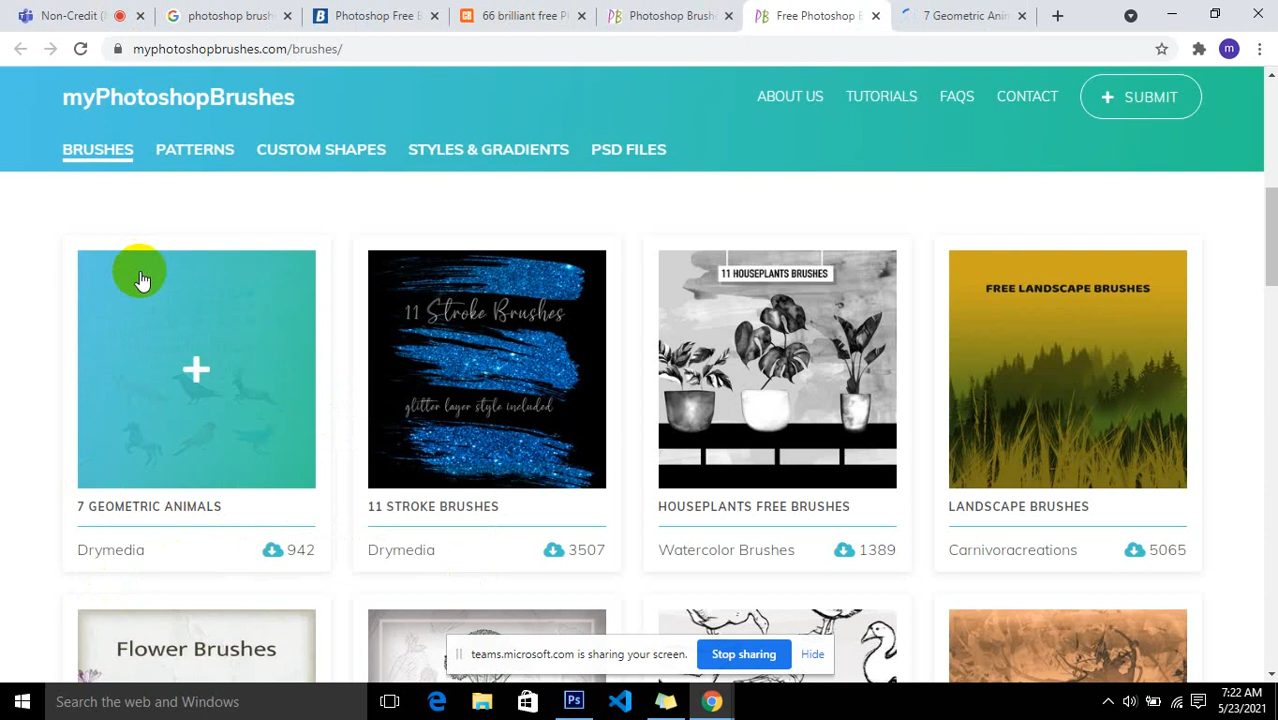 Non-Credit (
photoshop brush
Photoshop Free B
66 brilliant free P
Photoshop Brushe
Free Photoshop B
7 Geometric Anim
myphotoshopbrushes.com/brushes/
m
myPhotoshopBrushes
ABOUT US TUTORIALS FAQS CONTACT + SUBMIT
BRUSHES PATTERNS CUSTOM SHAPES STYLES & GRADIENTS PSD FILES
11 Stroke Brushes
glitter layer style included
11 HOUSEPLANTS BRUSHES
FREE LANDSCAPE BRUSHES
7 GEOMETRIC ANIMALS
11 STROKE BRUSHES
HOUSEPLANTS FREE BRUSHES
LANDSCAPE BRUSHES
Drymedia 942
Drymedia 3507
Watercolor Brushes 1389
Carnivoracreations 5065
Flower Brushes
teams.microsoft.com is sharing your screen. Stop sharing Hide
Search the web and Windows
Ps
7:22 AM
5/23/2021